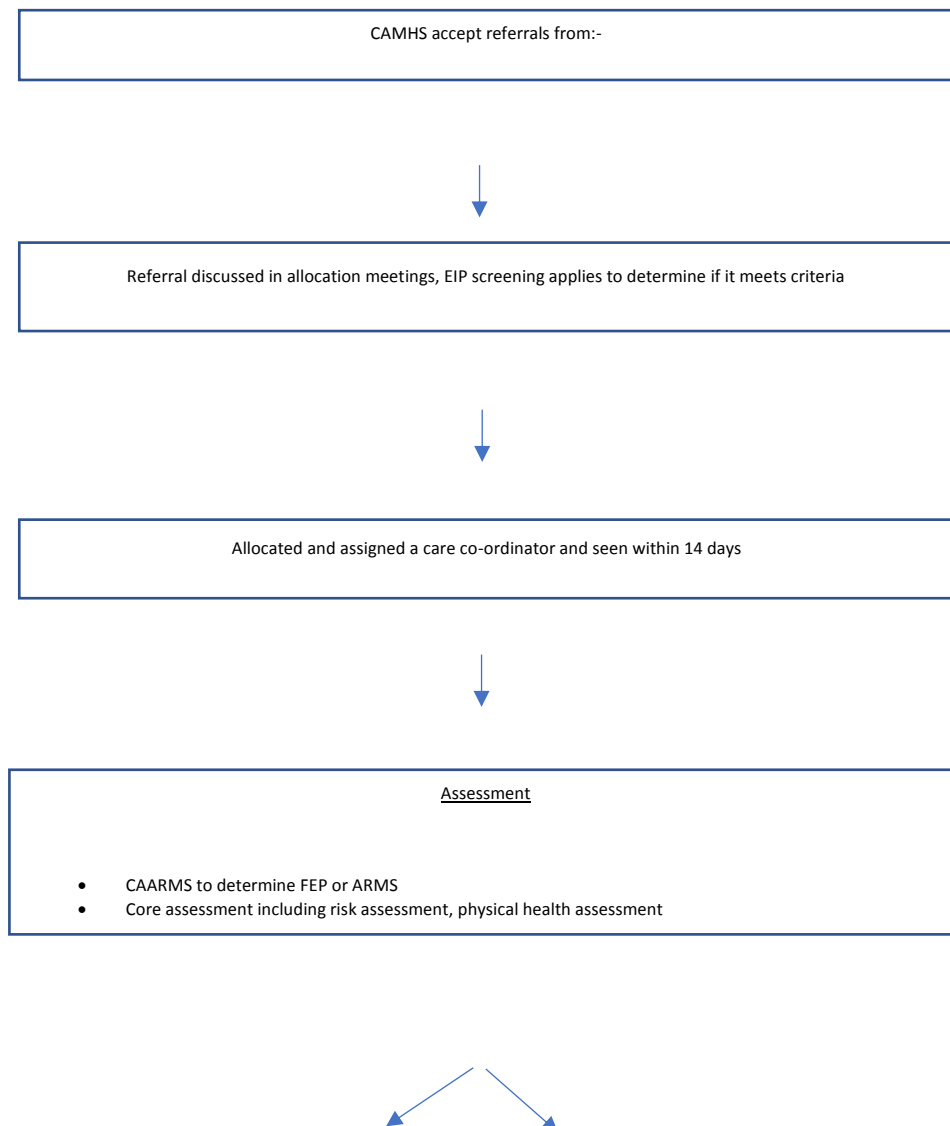 CAMHS accept referrals from:-
Referral discussed in allocation meetings, EIP screening applies to determine if it meets criteria
Allocated and assigned a care co-ordinator and seen within 14 days
Assessment
• CAARMS to determine FEP or ARMS
• Core assessment including risk assessment, physical health assessment